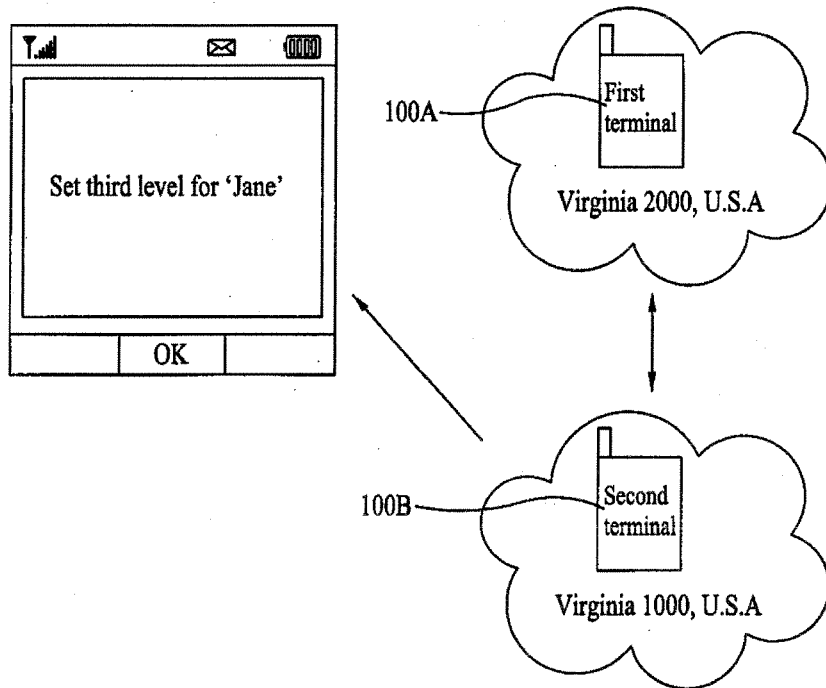 Set third level for ‘Jane’
OK
100A
First
terminal
Virginia 2000, U.S.A
100B
Second
terminal
Virginia 1000, U.S.A